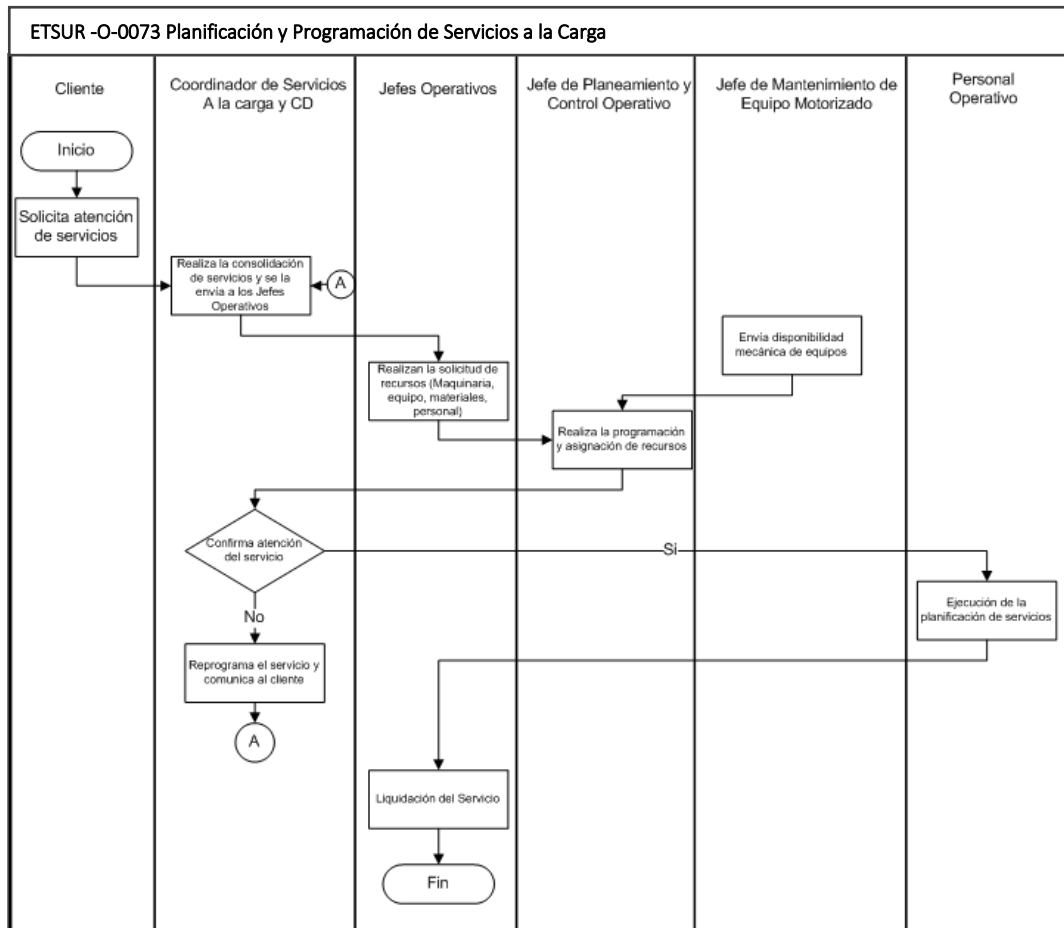 ETSUR -O-0073 Planificación y Programación de Servicios a la Carga
Cliente
Coordinador de Servicios
A la carga y CD
Jefes Operativos
Jefe de Planeamiento y
Control Operativo
Jefe de Mantenimiento de
Equipo Motorizado
Personal
Operativo
Inicio
Solicita atención
de servicios
Realiza la consolidación
de servicios y se la
envía a los Jefes
Operativos
A
Envía disponibilidad
mecánica de equipos
Realizan la solicitud de
recursos (Maquinaria,
equipo, materiales,
personal)
Realiza la programación
y asignación de recursos
Confirma atención
del servicio
Si
No
Ejecución de la
planificación de servicios
Reprograma el servicio y
comunica al cliente
A
Liquidación del Servicio
Fin